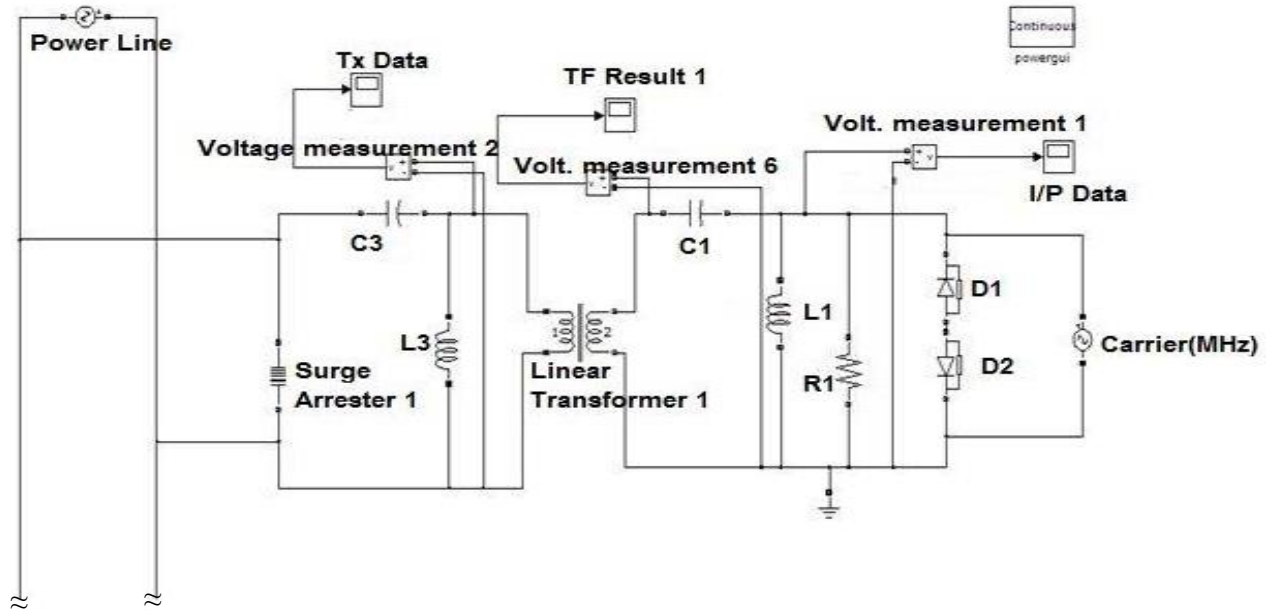 Power Line
Continuous
powergui
Tx Data
TF Result 1
Volt. measurement 1
Voltage measurement 2
Volt. measurement 6
I/P Data
C3
C1
L3
1
2
L1
R1
D1
D2
Carrier(MHz)
Surge
Arrester 1
Linear
Transformer 1